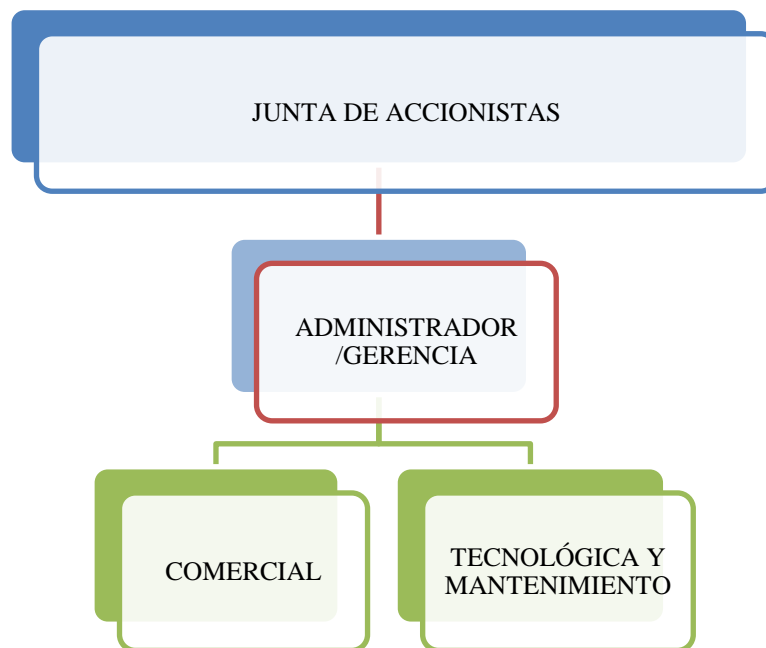 JUNTA DE ACCIONISTAS
ADMINISTRADOR
/GERENCIA
COMERCIAL
TECNOLÓGICA Y
MANTENIMIENTO